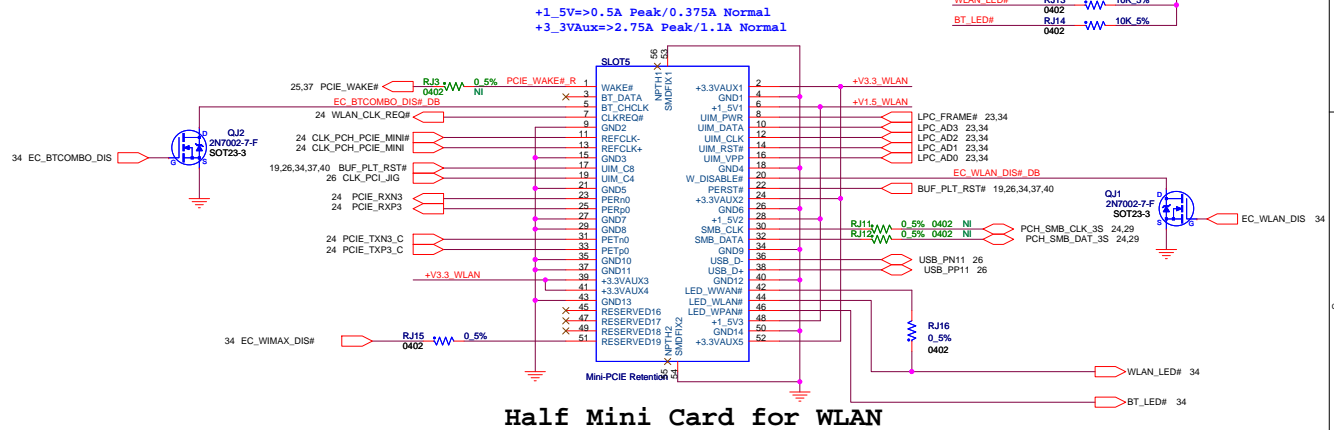 +1_5V=>0.5A Peak/0.375A Normal
+3_3VAux=>2.75A Peak/1.1A Normal
WLAN_LED# RJ13 10K_5%
0402
BT_LED# RJ14 10K_5%
0402
SLOT5
56 53
NPTH1
SMDFIX1
25,37 PCIE_WAKE# RJ3 0_5% PCIE_WAKE#_R 1 WAKE#
0402 NI
3 BT_DATA
EC_BTCOMBO_DIS#_DB 5 BT_CHCLK
24 WLAN_CLK_REQ# 7 CLKREQ#
9 GND2
24 CLK_PCH_PCIE_MINI# 11 REFCLK-
24 CLK_PCH_PCIE_MINI 13 REFCLK+
15 GND3
19,26,34,37,40 BUF_PLT_RST# 17 UIM_C8
26 CLK_PCI_JIG 19 UIM_C4
21 GND5
24 PCIE_RXN3 23 PERn0
24 PCIE_RXP3 25 PERp0
27 GND7
29 GND8
24 PCIE_TXN3_C 31 PETn0
24 PCIE_TXP3_C 33 PETp0
35 GND10
37 GND11
+V3.3_WLAN 39 +3.3VAUX3
41 +3.3VAUX4
43 GND13
45 RESERVED16
47 RESERVED17
49 RESERVED18
34 EC_WIMAX_DIS# RJ15 0_5% 51 RESERVED19
0402
34 EC_BTCOMBO_DIS
G D S
QJ2
2N7002-7-F
SOT23-3
+3.3VAUX1 2 +V3.3_WLAN
GND1 4
+1_5V1 6 +V1.5_WLAN
UIM_PWR 8 LPC_FRAME# 23,34
UIM_DATA 10 LPC_AD3 23,34
UIM_CLK 12 LPC_AD2 23,34
UIM_RST# 14 LPC_AD1 23,34
UIM_VPP 16 LPC_AD0 23,34
GND4 18
W_DISABLE# 20 EC_WLAN_DIS#_DB
PERST# 22 BUF_PLT_RST# 19,26,34,37,40
+3.3VAUX2 24
GND6 26
+1_5V2 28
SMB_CLK 30 RJ11 0_5% 0402 NI PCH_SMB_CLK_3S 24,29
SMB_DATA 32 RJ12 0_5% 0402 NI PCH_SMB_DAT_3S 24,29
GND9 34
USB_D- 36 USB_PN11 26
USB_D+ 38 USB_PP11 26
GND12 40
LED_WWAN# 42
LED_WLAN# 44
LED_WPAN# 46
+1_5V3 48
GND14 50
+3.3VAUX5 52
QJ1
2N7002-7-F
SOT23-3
D G S
EC_WLAN_DIS 34
RJ16
0_5%
0402
NPTH2
SMDFIX2
55 54
Mini-PCIE Retention
WLAN_LED# 34
BT_LED# 34
Half Mini Card for WLAN